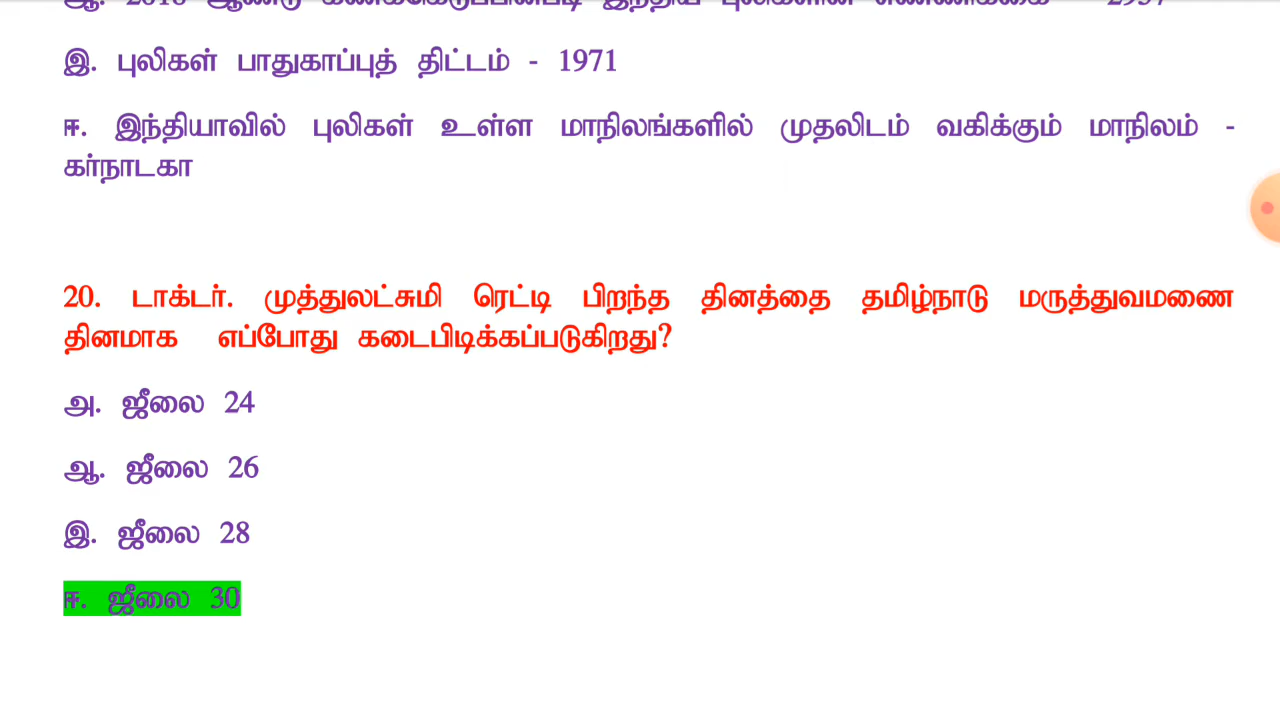 இ. புலிகள் பாதுகாப்புத் திட்டம் - 1971
ஈ. இந்தியாவில் புலிகள் உள்ள மாநிலங்களில் முதலிடம் வகிக்கும் மாநிலம் -
கர்நாடகா
20. டாக்டர். முத்துலட்சுமி ரெட்டி பிறந்த தினத்தை தமிழ்நாடு மருத்துவமணை
தினமாக எப்போது கடைபிடிக்கப்படுகிறது?
அ. ஜீலை 24
ஆ. ஜீலை 26
இ. ஜீலை 28
ஈ. ஜீலை 30